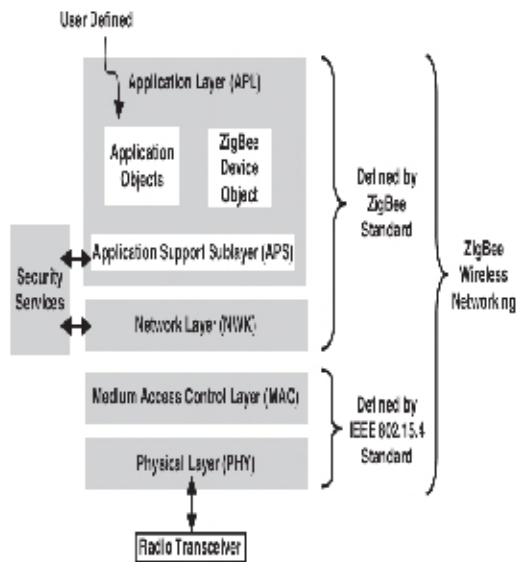 User Defined
Application Layer (APL)
Application
Objects
ZigBee
Device
Object
Application Support Sublayer (APS)
Security
Services
Network Layer (NWK)
Medium Access Control Layer (MAC)
Physical Layer (PHY)
Radio Transceiver
Defined by
ZigBee
Standard
Defined by
IEEE 802.15.4
Standard
ZigBee
Wireless
Networking